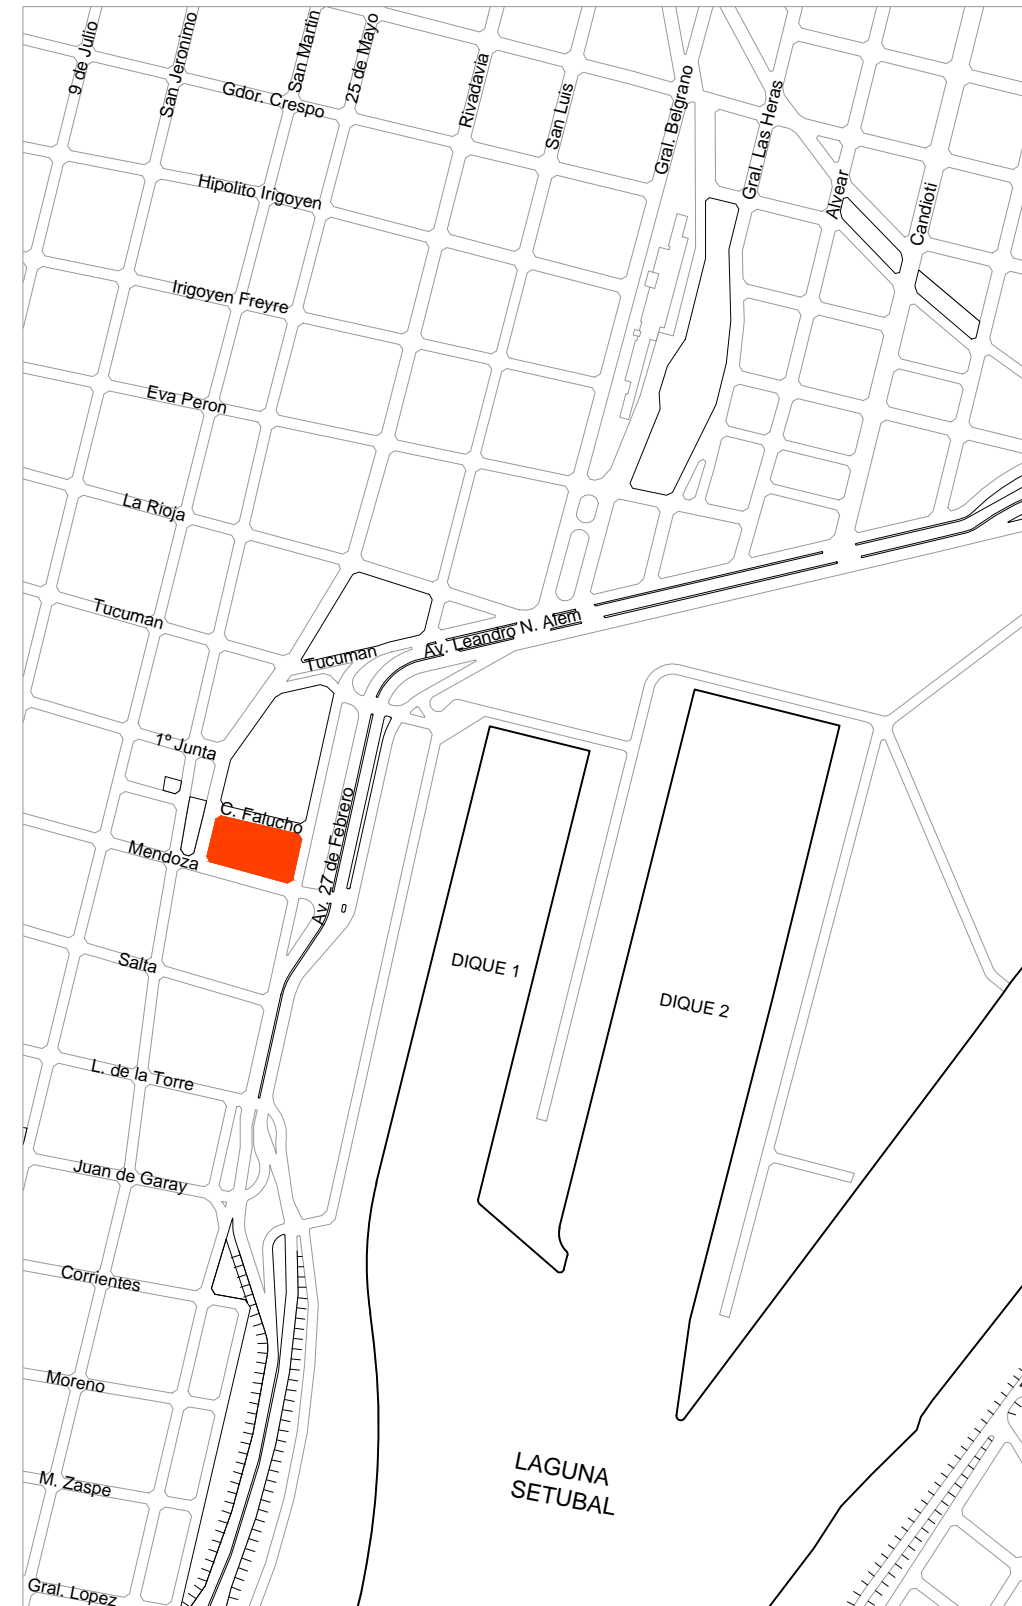 9 de Julio
San Jeronimo
San Martin
25 de Mayo
Rivadavia
San Luis
Gral. Belgrano
Gral. Las Heras
Alvear
Candioti
Gdor. Crespo
Hipolito Irigoyen
Irigoyen Freyre
Eva Peron
La Rioja
Tucuman
Tucuman
Av. Leandro N. Alem
1º Junta
C. Falucho
Mendoza
Av. 27 de Febrero
Salta
DIQUE 1
DIQUE 2
L. de la Torre
Juan de Garay
Corrientes
Moreno
M. Zaspe
LAGUNA
SETUBAL
Gral. Lopez